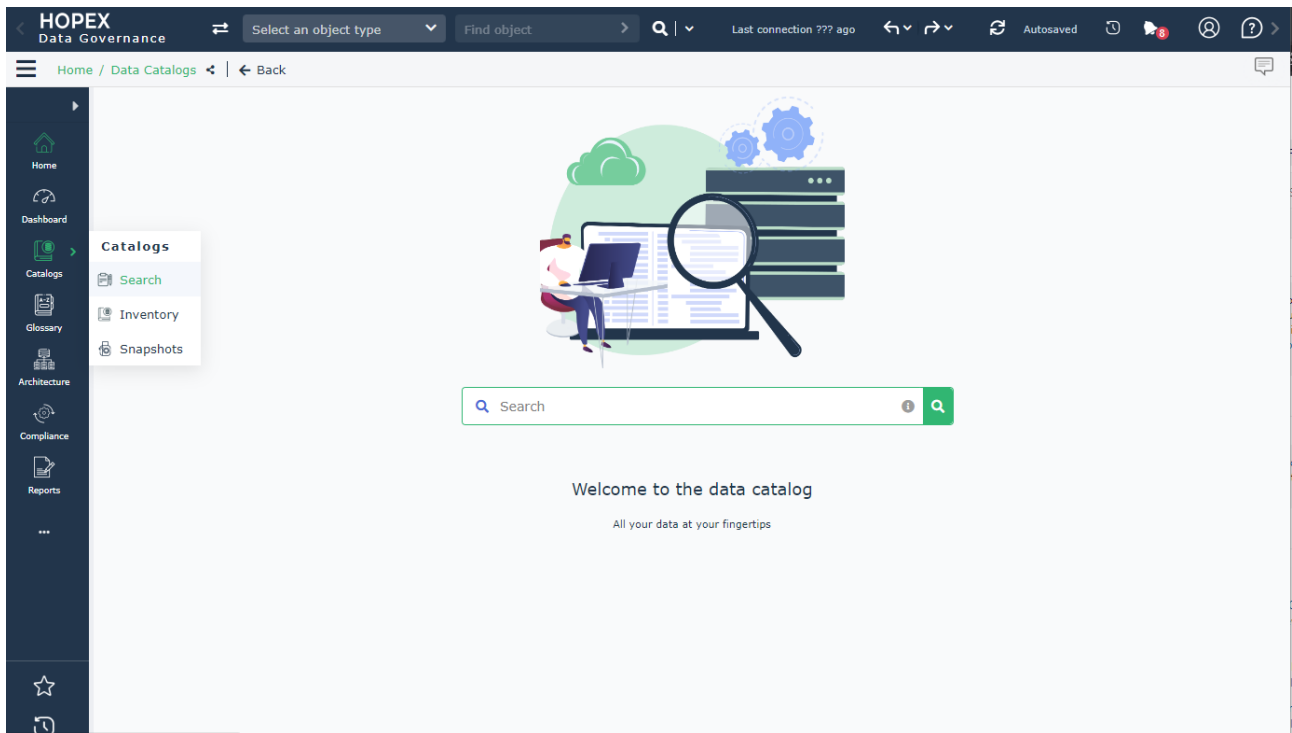 HOPEX
Data Governance
Select an object type
Find object
Last connection ??? ago
Autosaved
8
Home / Data Catalogs
Back
Home
Dashboard
Catalogs
Glossary
Architecture
Compliance
Reports
Catalogs
Search
Inventory
Snapshots
Search
Welcome to the data catalog
All your data at your fingertips